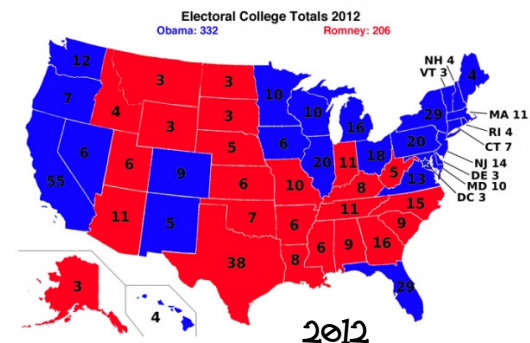 Electoral College Totals 2012
Obama: 332 Romney: 206
NH 4
VT 3
12 3 3 10 4
7 4 3 3 10 16 29 MA 11
RI 4
CT 7
6 5 6 20 NJ 14
55 6 9 6 10 20 11 18 5 13 DE 3
MD 10
DC 3
8
11 5 7 6 11 15
38 8 6 9 16 9
3 4 29
2012